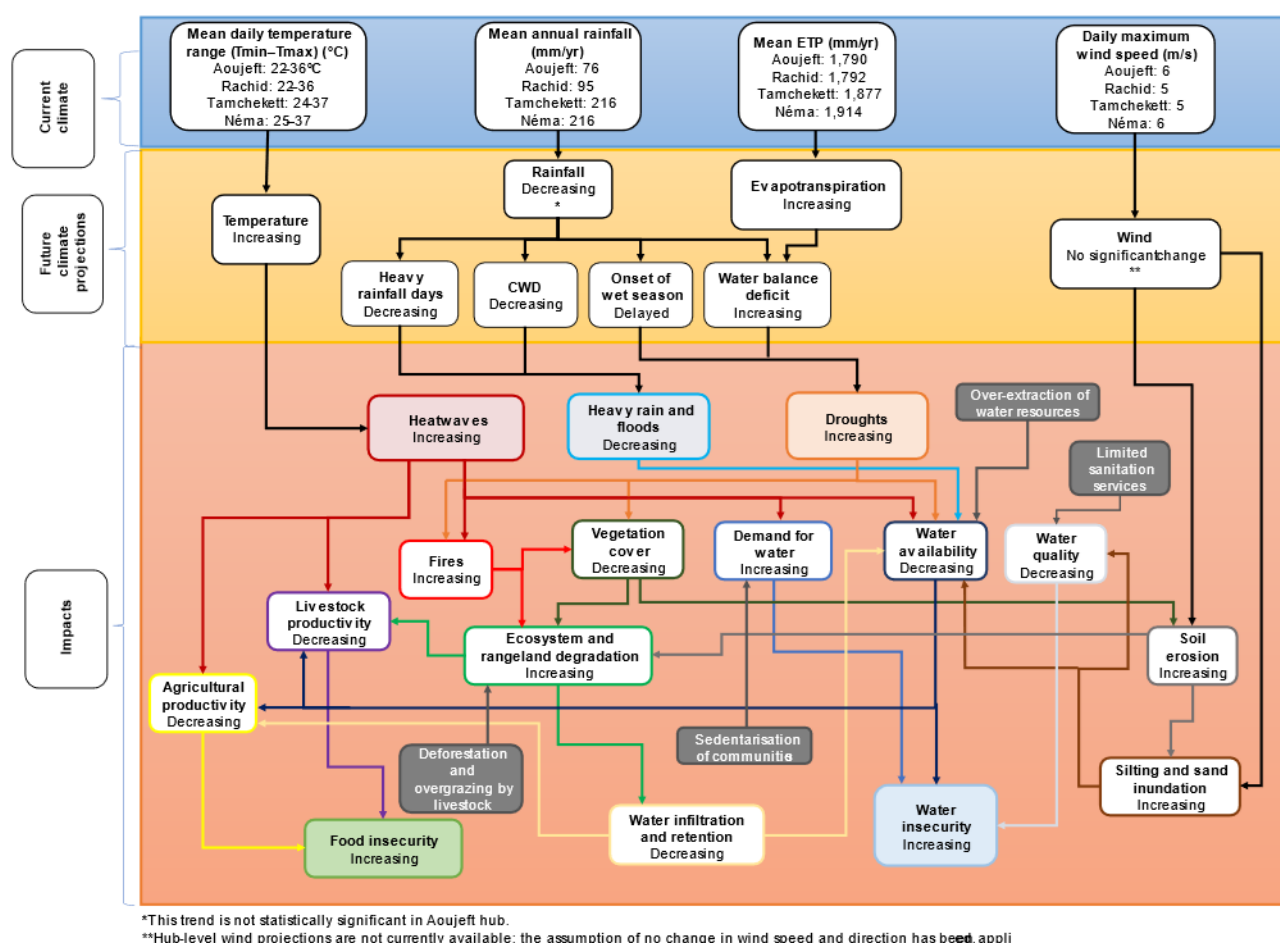 Current
climate
Mean daily temperature
range (Tmin–Tmax) (°C)
Aoujeft: 22-36°C
Rachid: 22-36
Tamchekett: 24-37
Néma: 25–37
Mean annual rainfall
(mm/yr)
Aoujeft: 76
Rachid: 95
Tamchekett: 216
Néma: 216
Mean ETP (mm/yr)
Aoujeft: 1,790
Rachid: 1,792
Tamchekett: 1,877
Néma: 1,914
Daily maximum
wind speed (m/s)
Aoujeft: 6
Rachid: 5
Tamchekett: 5
Néma: 6
Future
climate
projections
Temperature
Increasing
Rainfall
Decreasing
*
Evapotranspiration
Increasing
Wind
No significantchange
**
Heavy
rainfall days
Decreasing
CWD
Decreasing
Onset of
wet season
Delayed
Water balance
deficit
Increasing
Impacts
Heatwaves
Increasing
Heavy rain and
floods
Decreasing
Droughts
Increasing
Over-extraction of
water resources
Limited
sanitation
services
Fires
Increasing
Vegetation
cover
Decreasing
Demand for
water
Increasing
Water
availability
Decreasing
Water
quality
Decreasing
Livestock
productivity
Decreasing
Ecosystem and
rangeland degradation
Increasing
Soil
erosion
Increasing
Agricultural
productivity
Decreasing
Deforestation
and
overgrazing by
livestock
Sedentarisation
of communities
Silting and sand
inundation
Increasing
Food insecurity
Increasing
Water infiltration
and retention
Decreasing
Water
insecurity
Increasing
*This trend is not statistically significant in Aoujeft hub.
**Hub-level wind projections are not currently available; the assumption of no change in wind speed and direction has been appli